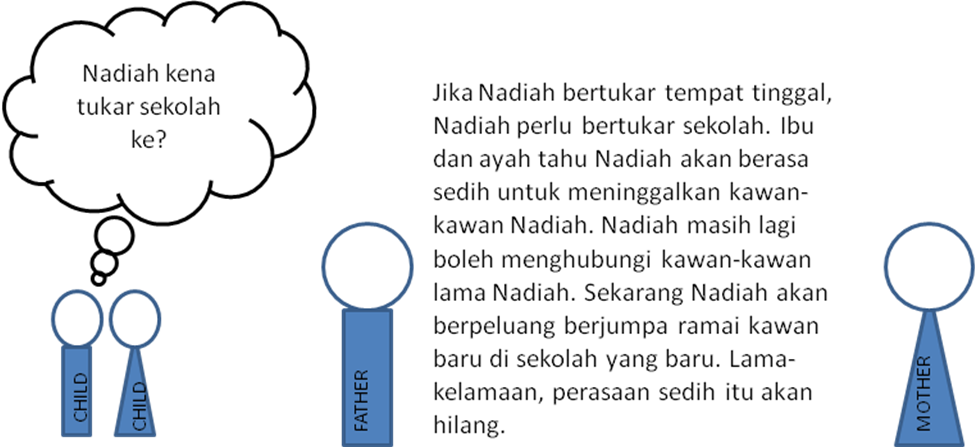 Nadiah kena
tukar sekolah
ke?
Jika Nadiah bertukar tempat tinggal,
Nadiah perlu bertukar sekolah. Ibu
dan ayah tahu Nadiah akan berasa
sedih untuk meninggalkan kawan-
kawan Nadiah. Nadiah masih lagi
boleh menghubungi kawan-kawan
lama Nadiah. Sekarang Nadiah akan
berpeluang berjumpa ramai kawan
baru di sekolah yang baru. Lama-
kelamaan, perasaan sedih itu akan
hilang.
CHILD
CHILD
FATHER
MOTHER